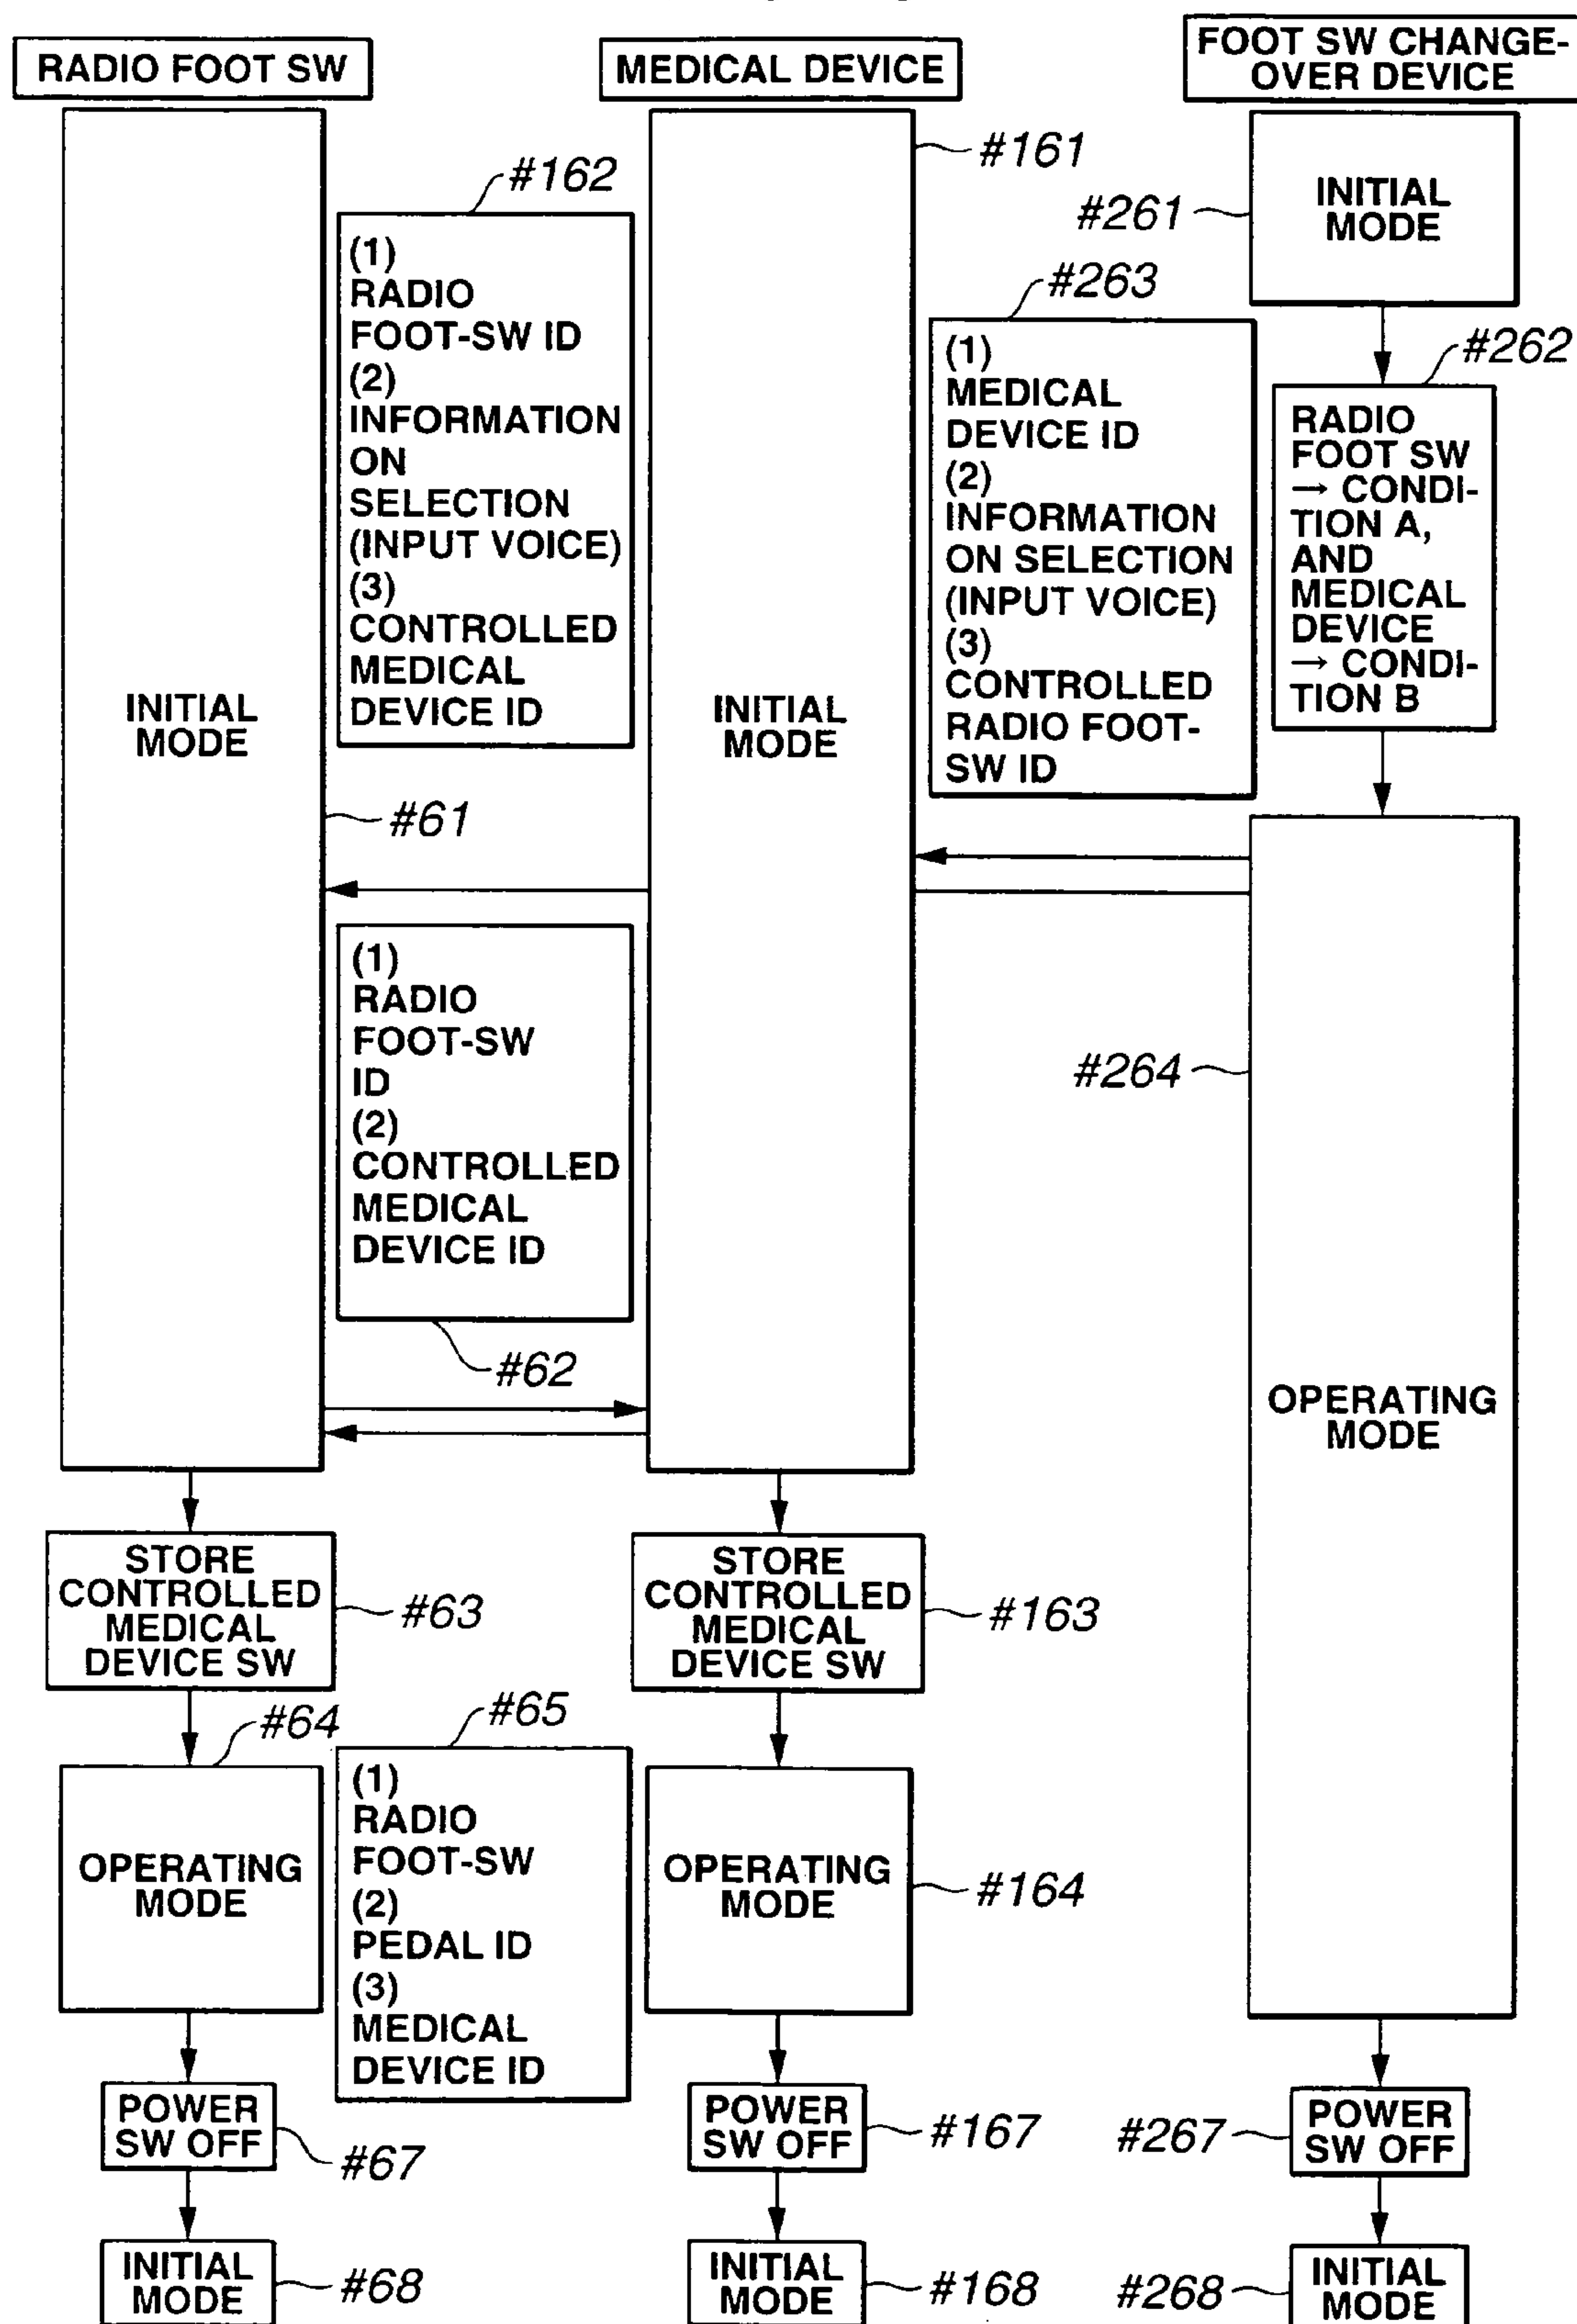 RADIO FOOT SW
MEDICAL DEVICE
FOOT SW CHANGE-
OVER DEVICE
#161
#162
INITIAL
MODE
#261
(1)
RADIO
FOOT-SW ID
(2)
INFORMATION
ON
SELECTION
(INPUT VOICE)
(3)
CONTROLLED
MEDICAL
DEVICE ID
#263
(1)
MEDICAL
DEVICE ID
(2)
INFORMATION
ON SELECTION
(INPUT VOICE)
(3)
CONTROLLED
RADIO FOOT-
SW ID
#262
RADIO
FOOT SW
→ CONDI-
TION A,
AND
MEDICAL
DEVICE
→ CONDI-
TION B
INITIAL
MODE
INITIAL
MODE
#61
(1)
RADIO
FOOT-SW
ID
(2)
CONTROLLED
MEDICAL
DEVICE ID
#62
#264
OPERATING
MODE
STORE
CONTROLLED
MEDICAL
DEVICE SW
#63
STORE
CONTROLLED
MEDICAL
DEVICE SW
#163
#64
#65
OPERATING
MODE
(1)
RADIO
FOOT-SW
(2)
PEDAL ID
(3)
MEDICAL
DEVICE ID
OPERATING
MODE
#164
POWER
SW OFF
#67
POWER
SW OFF
#167
#267
POWER
SW OFF
INITIAL
MODE
#68
INITIAL
MODE
#168
#268
INITIAL
MODE